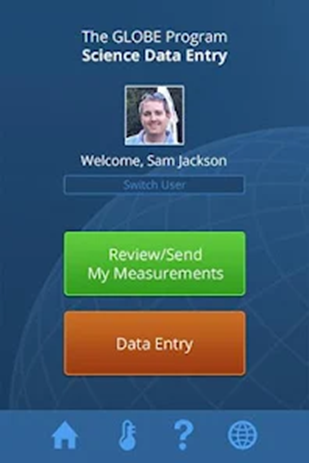 The GLOBE Program
Science Data Entry
Welcome, Sam Jackson
Switch User
Review/Send
My Measurements
Data Entry
?